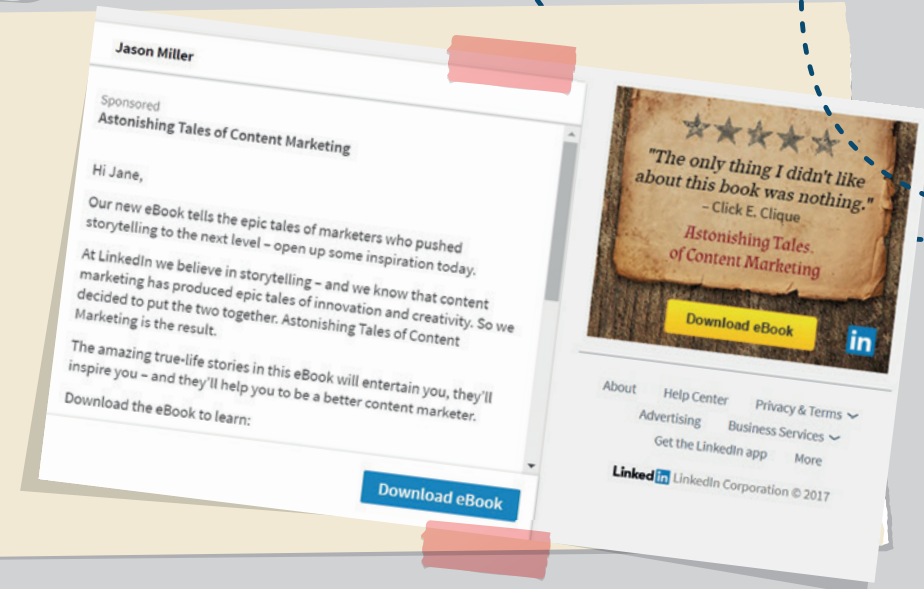 Jason Miller
Sponsored
Astonishing Tales of Content Marketing
Hi Jane,
Our new eBook tells the epic tales of marketers who pushed
storytelling to the next level – open up some inspiration today.
At LinkedIn we believe in storytelling – and we know that content
marketing has produced epic tales of innovation and creativity. So we
decided to put the two together. Astonishing Tales of Content
Marketing is the result.
The amazing true-life stories in this eBook will entertain you, they'll
inspire you – and they'll help you to be a better content marketer.
Download the eBook to learn:
Download eBook
"The only thing I didn't like
about this book was nothing."
– Click E. Clique
Astonishing Tales
of Content Marketing
Download eBook
in
About Help Center Privacy & Terms
Advertising Business Services
Get the LinkedIn app More
Linked in LinkedIn Corporation © 2017